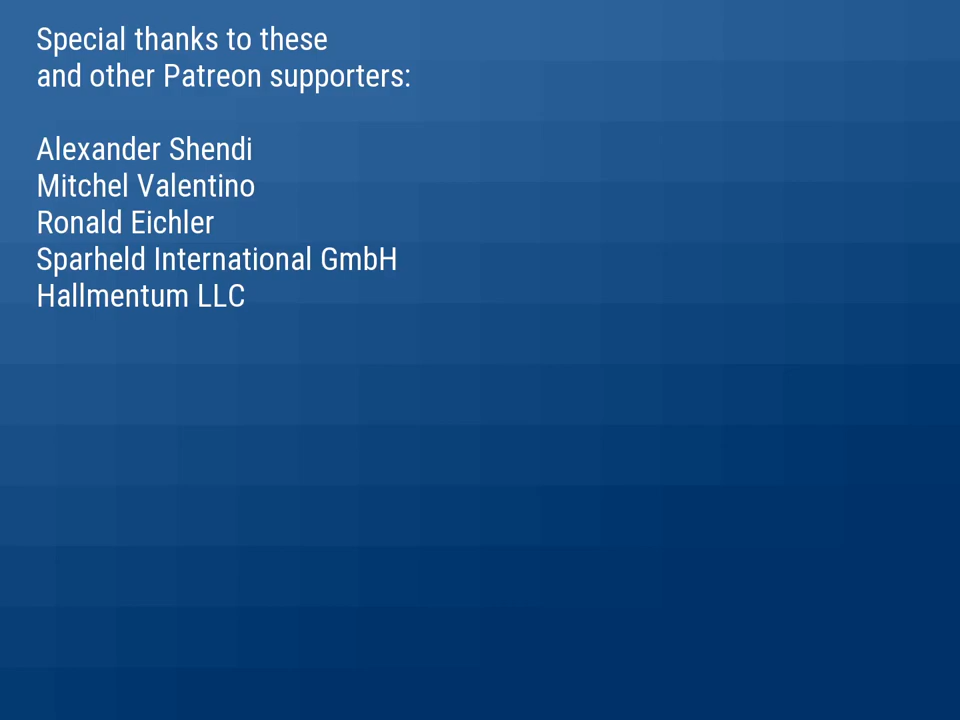 Special thanks to these
and other Patreon supporters:
Alexander Shendi
Mitchel Valentino
Ronald Eichler
Sparheld International GmbH
Hallmentum LLC